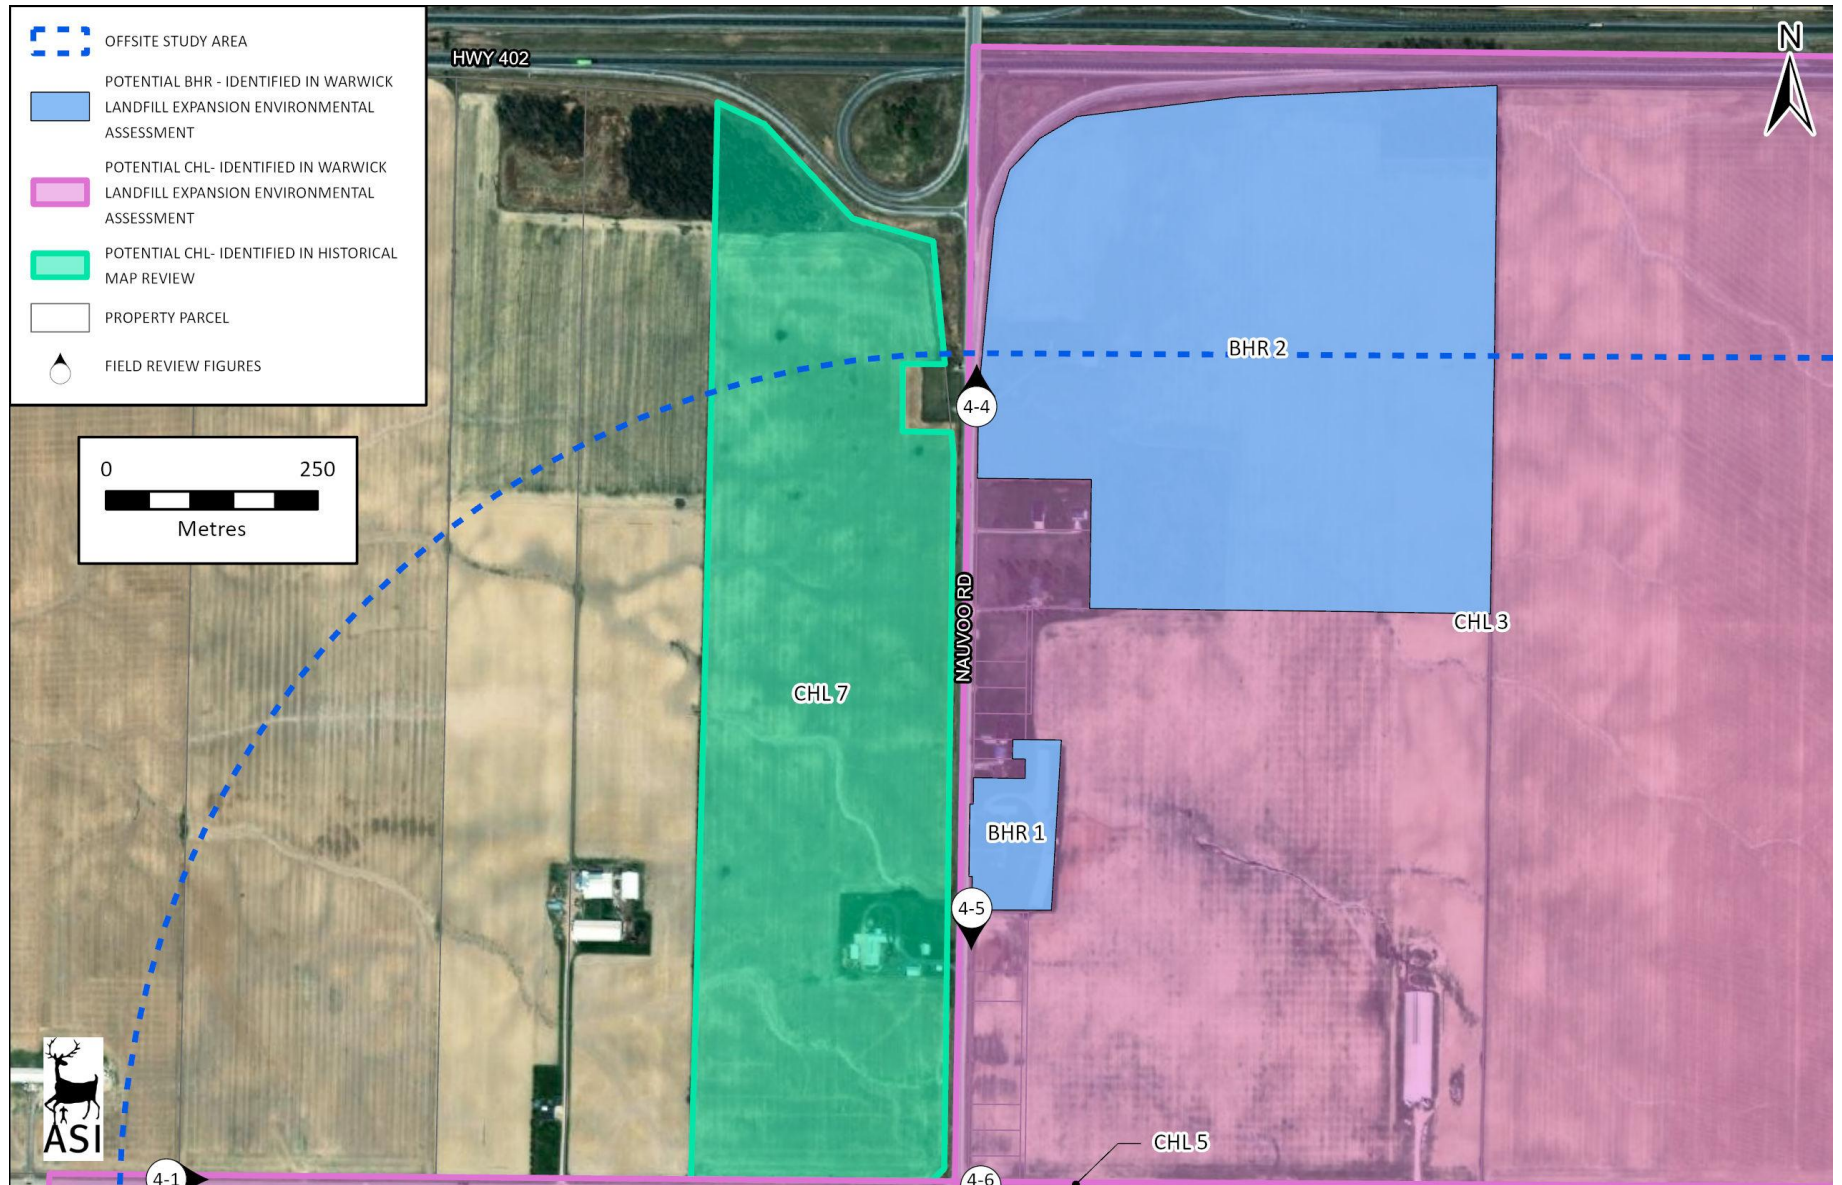 OFFSITE STUDY AREA
POTENTIAL BHR - IDENTIFIED IN WARWICK
LANDFILL EXPANSION ENVIRONMENTAL
ASSESSMENT
POTENTIAL CHL- IDENTIFIED IN WARWICK
LANDFILL EXPANSION ENVIRONMENTAL
ASSESSMENT
POTENTIAL CHL- IDENTIFIED IN HISTORICAL
MAP REVIEW
PROPERTY PARCEL
FIELD REVIEW FIGURES
0 250
Metres
HWY 402
N
BHR 2
4-4
NAUVOO RD
CHL 3
CHL 7
BHR 1
4-5
CHL 5
ASI
4-1
4-6